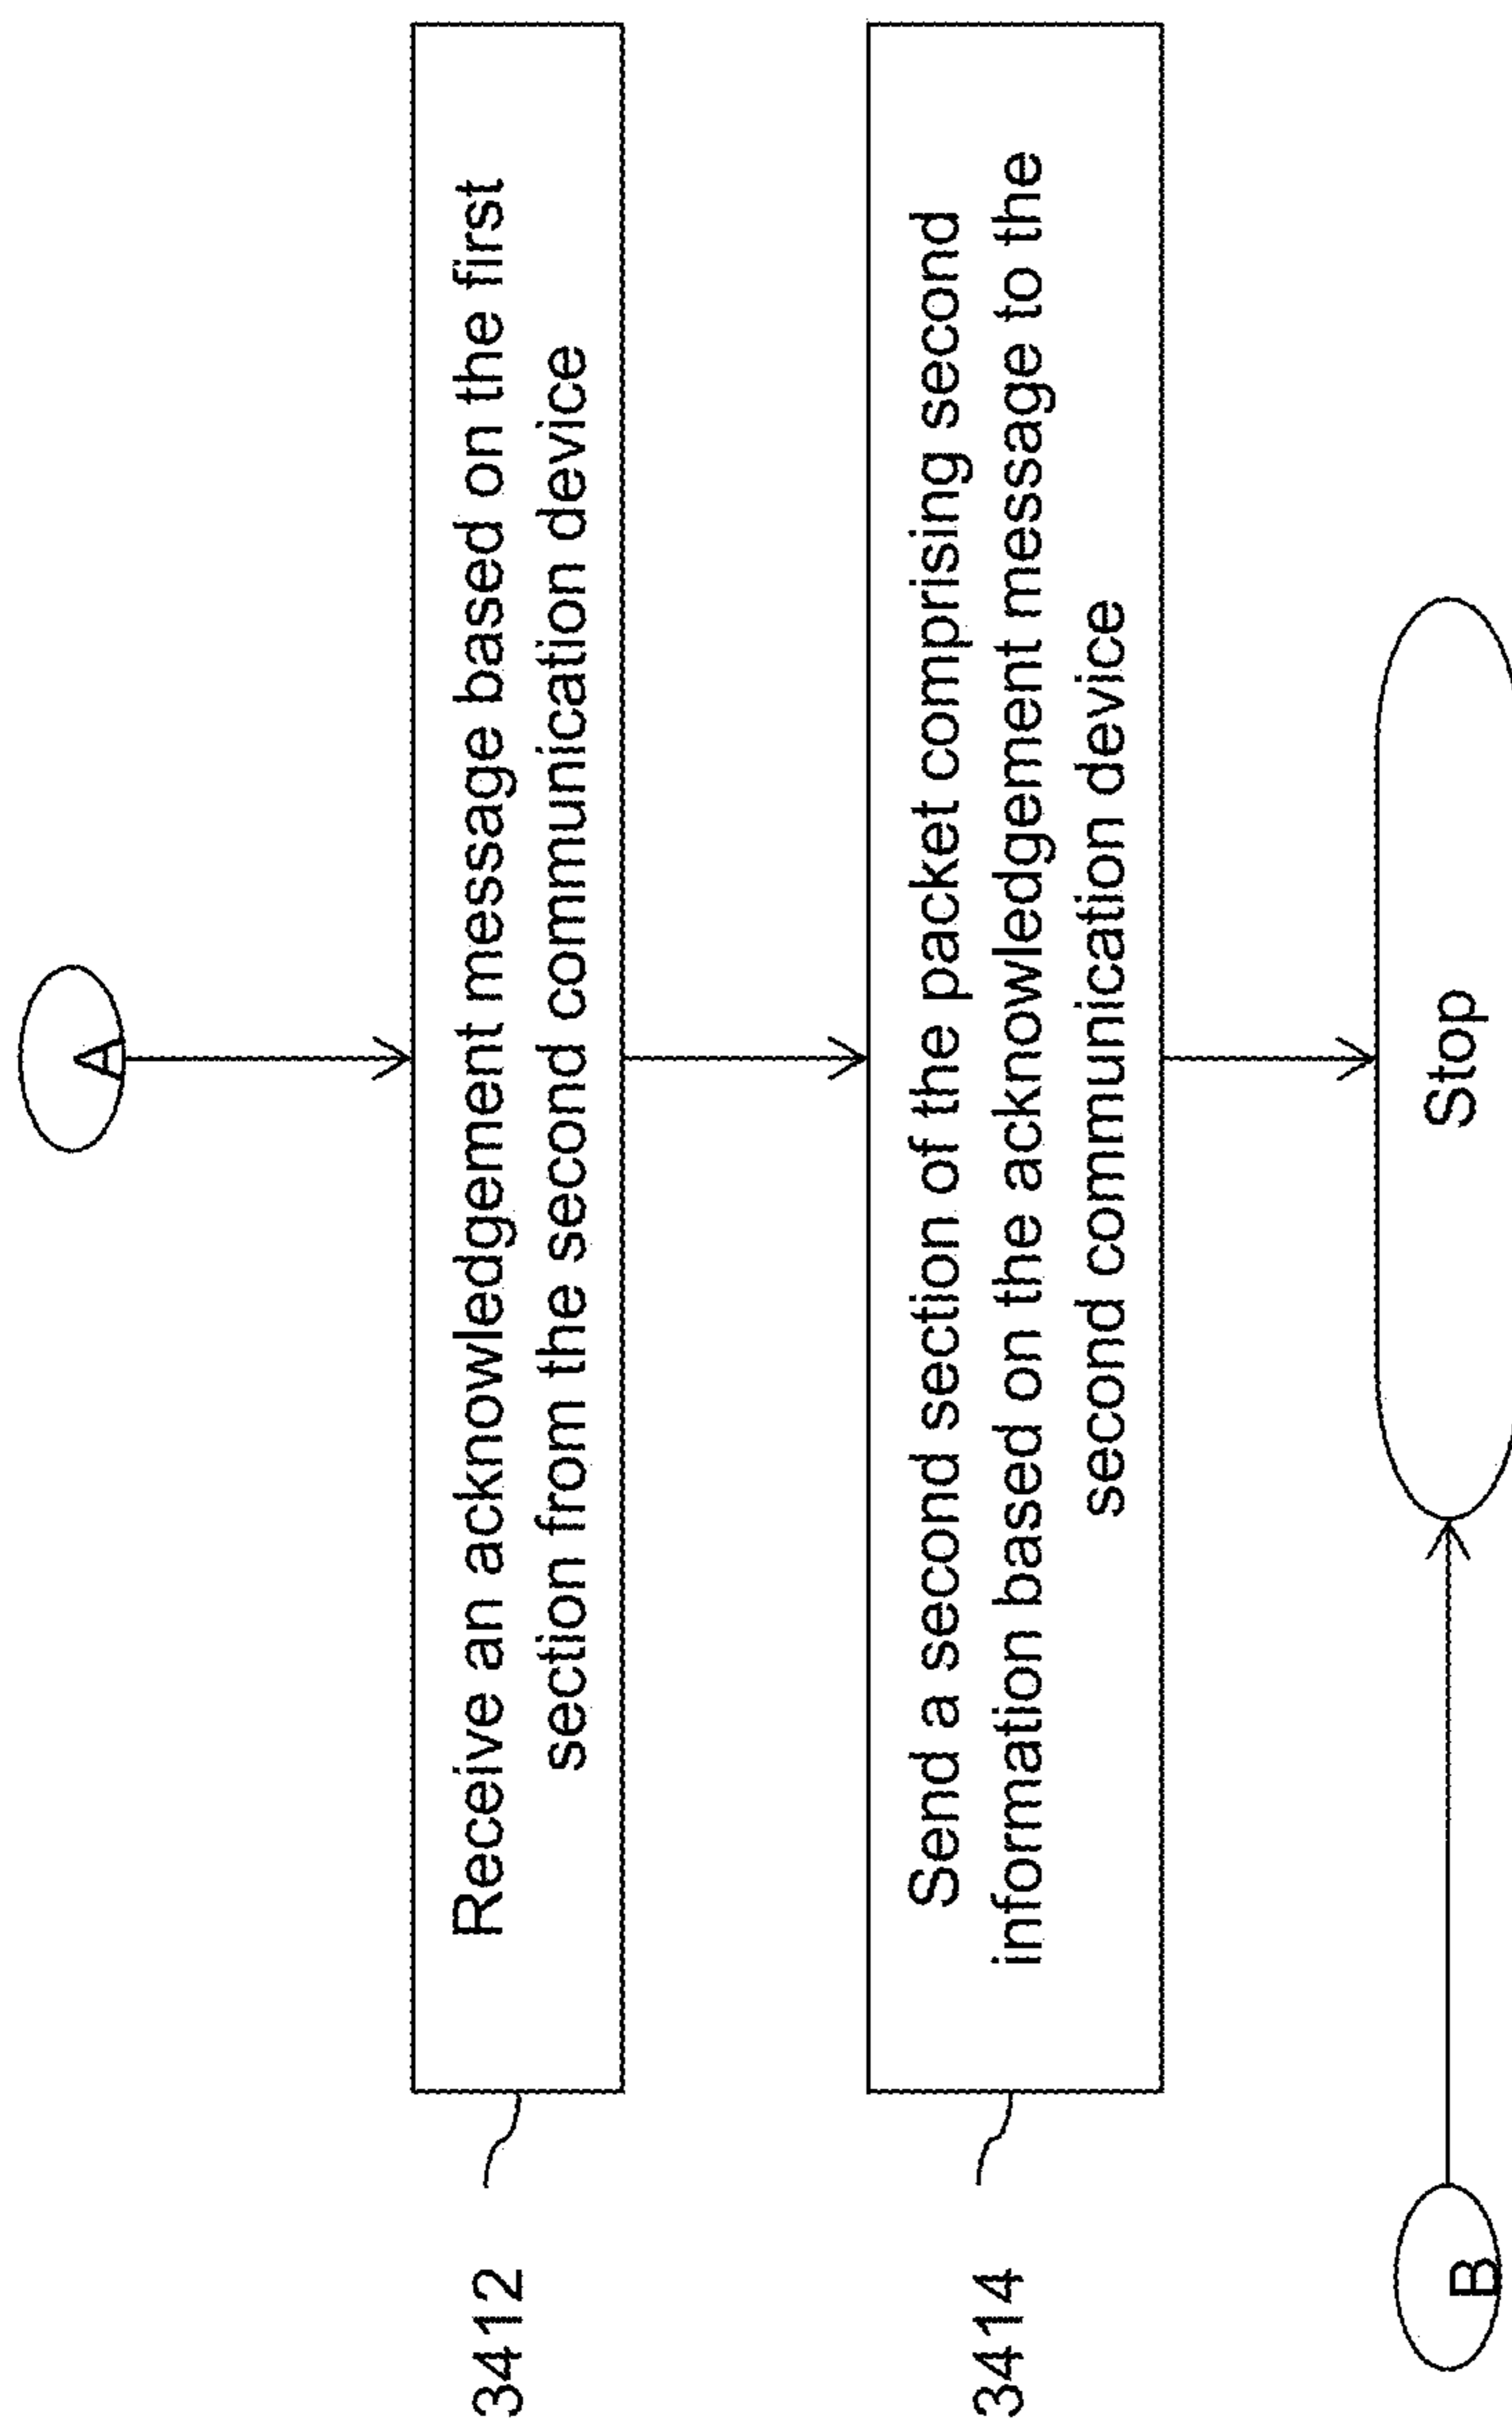 A
3412
Receive an acknowledgement message based on the first
section from the second communication device
3414
Send a second section of the packet comprising second
information based on the acknowledgement message to the
second communication device
B
Stop